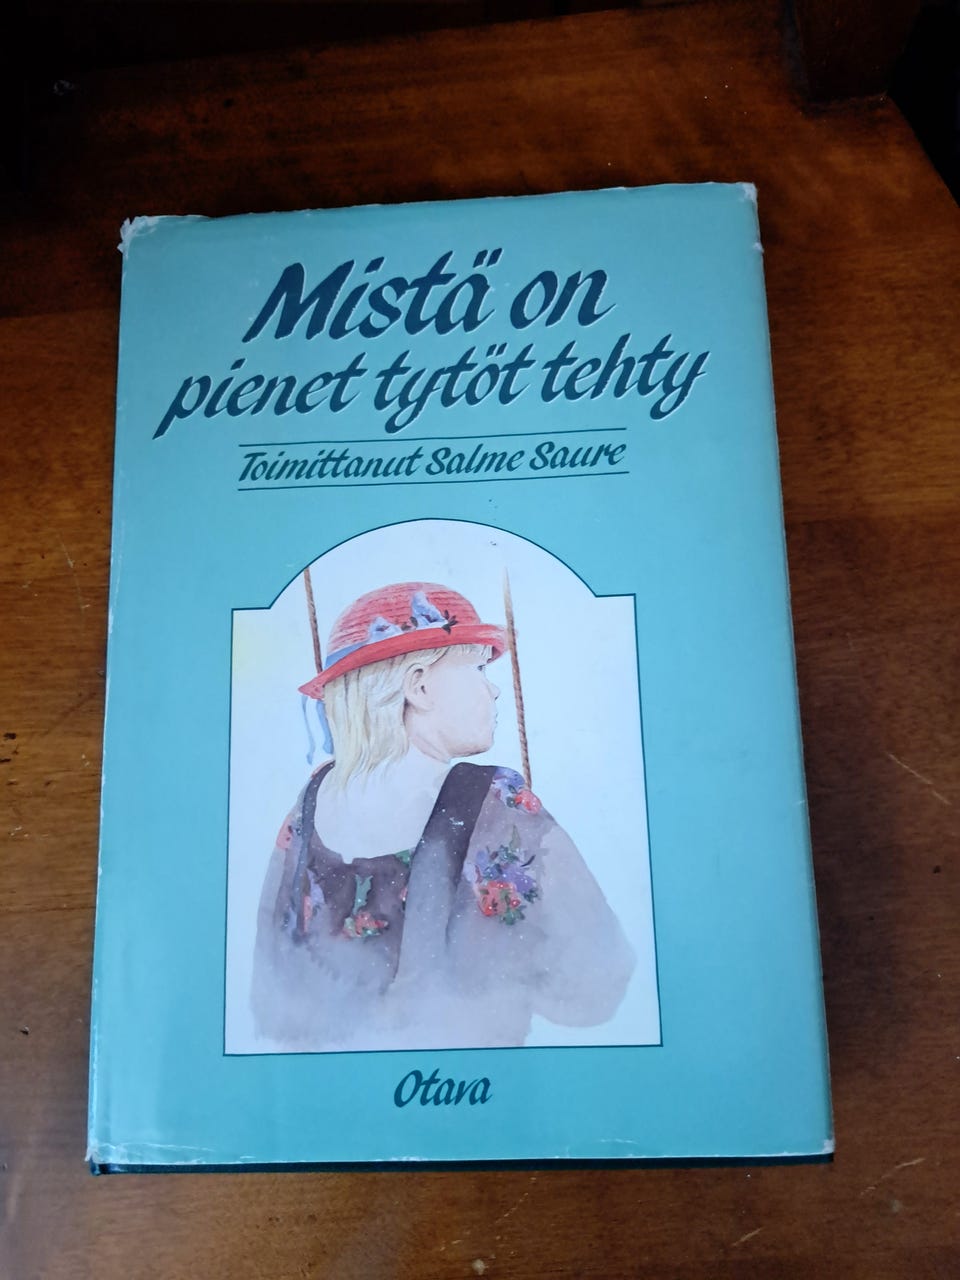 Mistä on
pienet tytöt tehty
Toimittanut Salme Saure
Otava